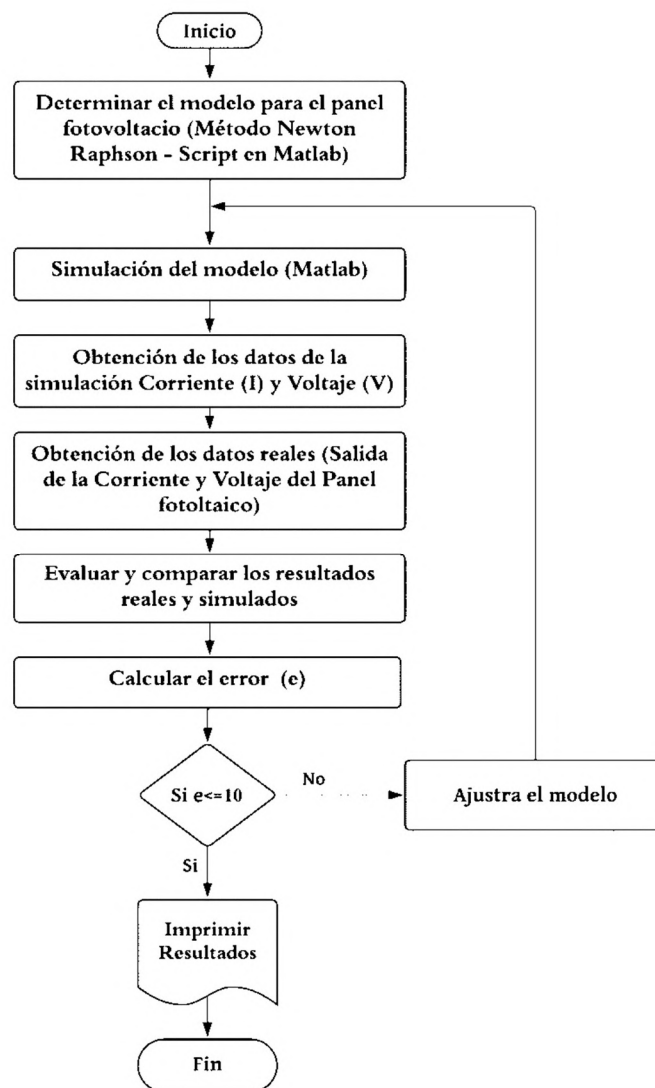 Inicio
Determinar el modelo para el panel
fotovoltacio (Método Newton
Raphson - Script en Matlab)
Simulación del modelo (Matlab)
Obtención de los datos de la
simulación Corriente (I) y Voltaje (V)
Obtención de los datos reales (Salida
de la Corriente y Voltaje del Panel
fotoltaico)
Evaluar y comparar los resultados
reales y simulados
Calcular el error (e)
Si e<=10
No
Ajustra el modelo
Si
Imprimir
Resultados
Fin